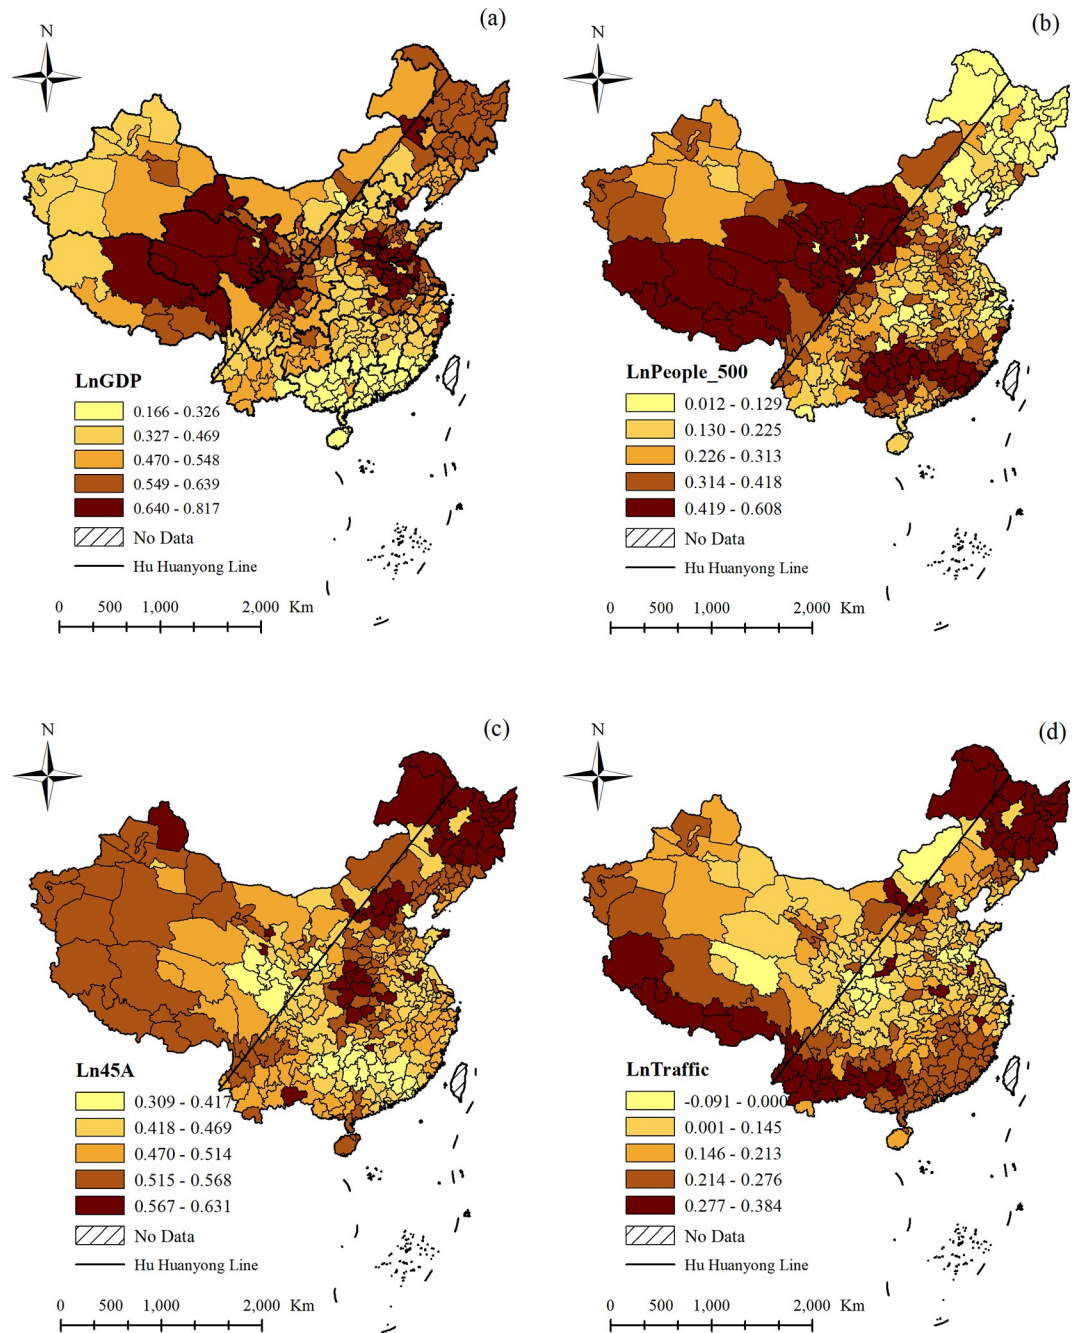 (a)
N
LnGDP
0.166 - 0.326
0.327 - 0.469
0.470 - 0.548
0.549 - 0.639
0.640 - 0.817
No Data
Hu Huanyong Line
0 500 1,000 2,000 Km
(b)
N
LnPeople_500
0.012 - 0.129
0.130 - 0.225
0.226 - 0.313
0.314 - 0.418
0.419 - 0.608
No Data
Hu Huanyong Line
0 500 1,000 2,000 Km
(c)
N
Ln45A
0.309 - 0.417
0.418 - 0.469
0.470 - 0.514
0.515 - 0.568
0.567 - 0.631
No Data
Hu Huanyong Line
0 500 1,000 2,000 Km
(d)
N
LnTraffic
-0.091 - 0.000
0.001 - 0.145
0.146 - 0.213
0.214 - 0.276
0.277 - 0.384
No Data
Hu Huanyong Line
0 500 1,000 2,000 Km